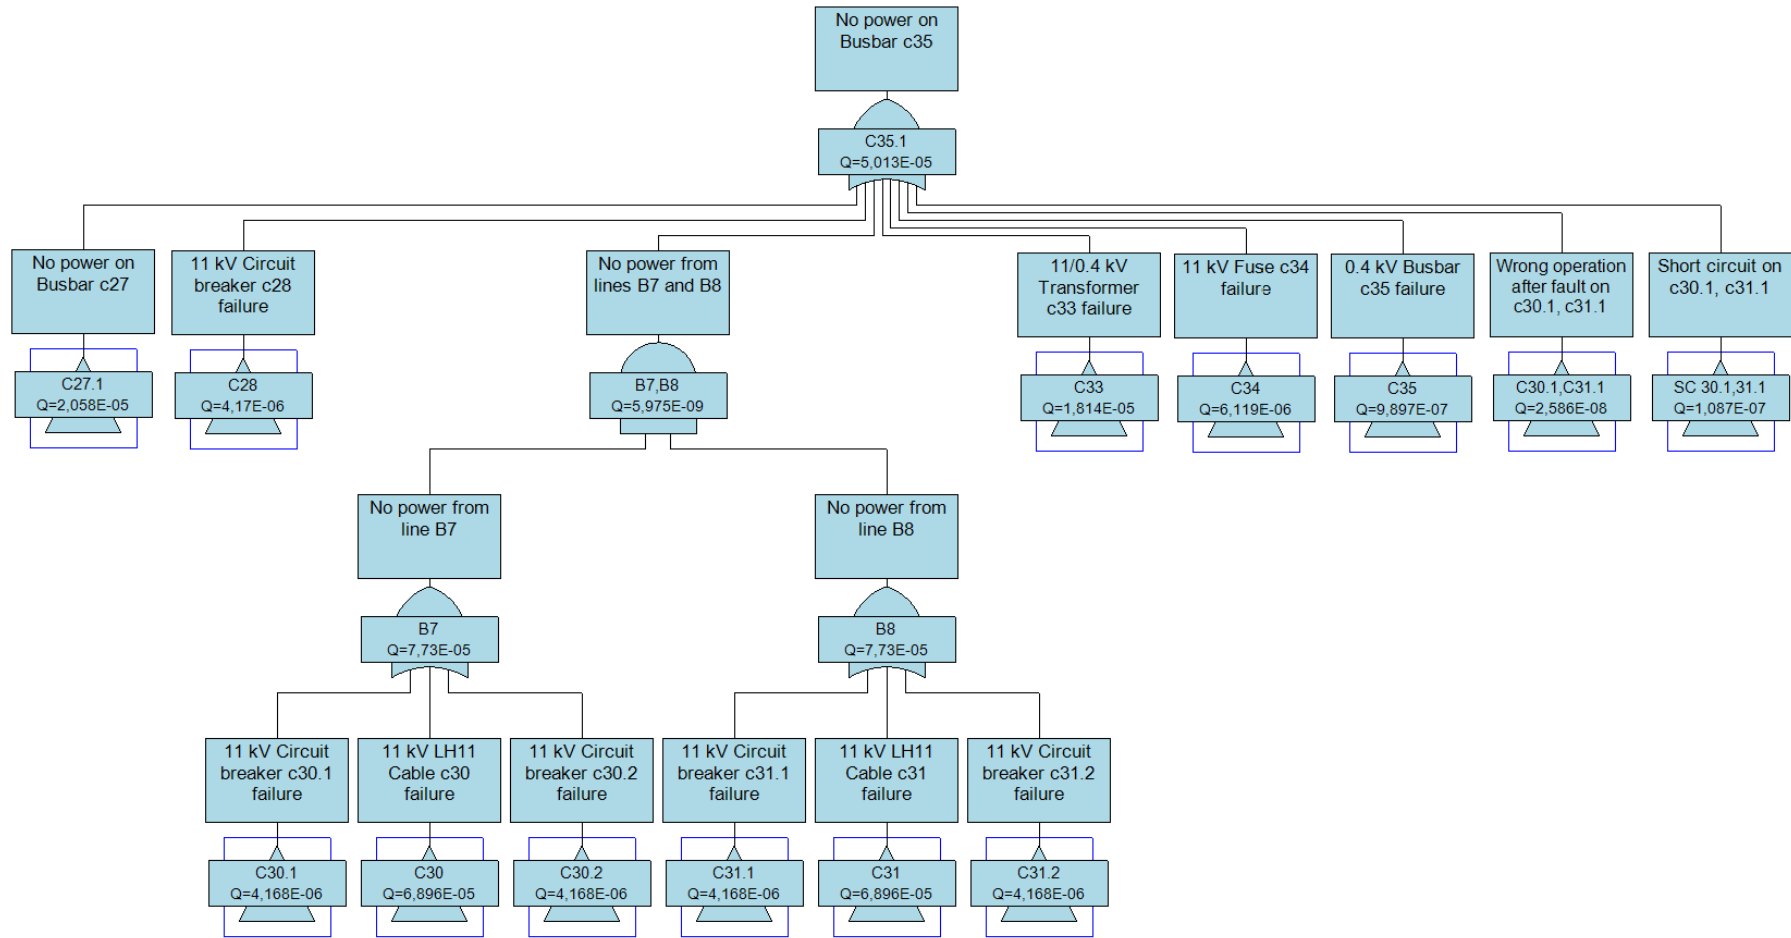 No power on
Busbar c35
C35.1
Q=5,013E-05
No power on
Busbar c27
C27.1
Q=2,058E-05
11 kV Circuit
breaker c28
failure
C28
Q=4,17E-06
No power from
lines B7 and B8
B7,B8
Q=5,975E-09
11/0.4 kV
Transformer
c33 failure
C33
Q=1,814E-05
11 kV Fuse c34
failure
C34
Q=6,119E-06
0.4 kV Busbar
c35 failure
C35
Q=9,897E-07
Wrong operation
after fault on
c30.1, c31.1
C30.1,C31.1
Q=2,586E-08
Short circuit on
c30.1, c31.1
SC 30.1,31.1
Q=1,087E-07
No power from
line B7
B7
Q=7,73E-05
No power from
line B8
B8
Q=7,73E-05
11 kV Circuit
breaker c30.1
failure
C30.1
Q=4,168E-06
11 kV LH11
Cable c30
failure
C30
Q=6,896E-05
11 kV Circuit
breaker c30.2
failure
C30.2
Q=4,168E-06
11 kV Circuit
breaker c31.1
failure
C31.1
Q=4,168E-06
11 kV LH11
Cable c31
failure
C31
Q=6,896E-05
11 kV Circuit
breaker c31.2
failure
C31.2
Q=4,168E-06